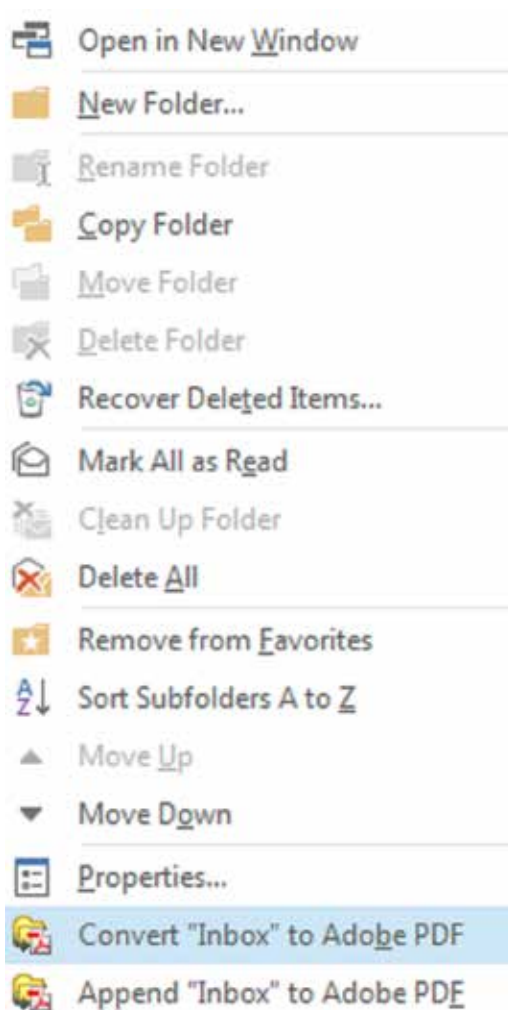 Open in New Window
New Folder...
Rename Folder
Copy Folder
Move Folder
Delete Folder
Recover Deleted Items...
Mark All as Read
Clean Up Folder
Delete All
Remove from Favorites
Sort Subfolders A to Z
Move Up
Move Down
Properties...
Convert "Inbox" to Adobe PDF
Append "Inbox" to Adobe PDF